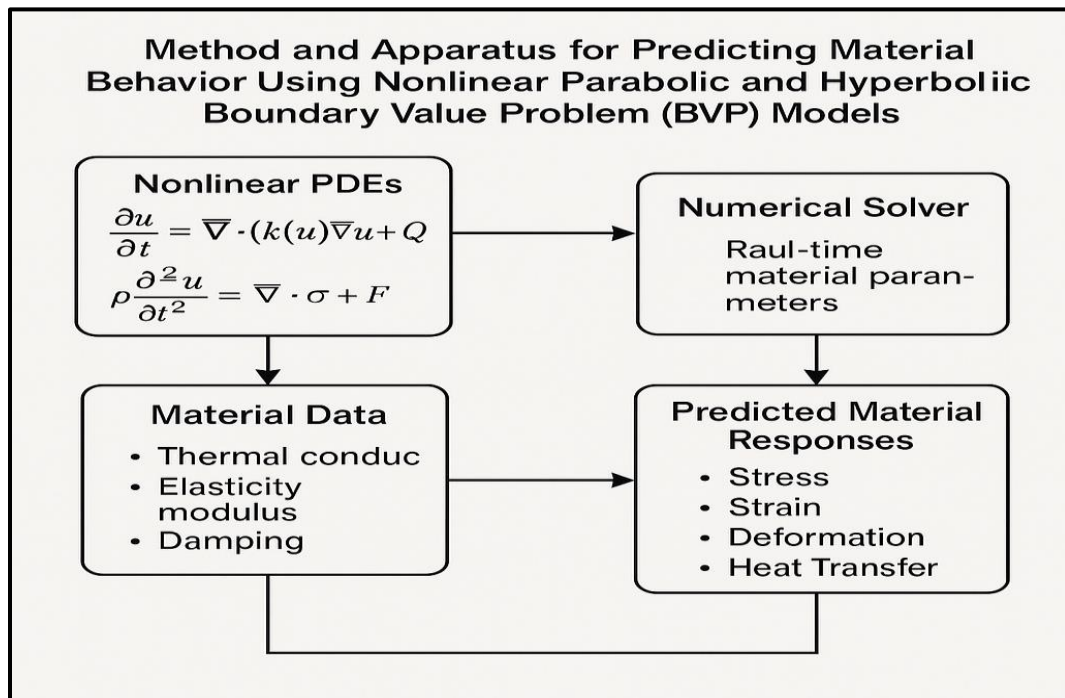 Method and Apparatus for Predicting Material
Behavior Using Nonlinear Parabolic and Hyperboliic
Boundary Value Problem (BVP) Models
Nonlinear PDEs
∂u/∂t = ∇̅ · (k(u)∇̅u + Q
ρ ∂²u/∂t² = ∇̅ · σ + F
Numerical Solver
Raul-time
material paran-
meters
Material Data
• Thermal conduc
• Elasticity
modulus
• Damping
Predicted Material
Responses
• Stress
• Strain
• Deformation
• Heat Transfer